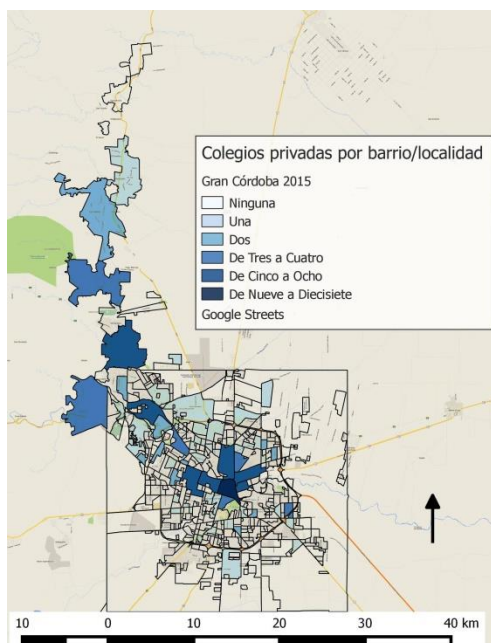 Colegios privadas por barrio/localidad
Gran Córdoba 2015
Ninguna
Una
Dos
De Tres a Cuatro
De Cinco a Ocho
De Nueve a Diecisiete
Google Streets
10 0 10 20 30 40 km